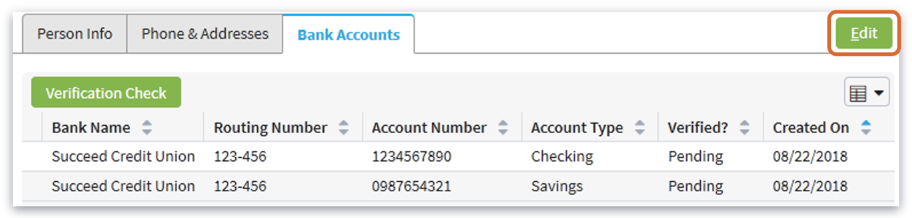 Person Info Phone & Addresses Bank Accounts Edit
Verification Check
Bank Name Routing Number Account Number Account Type Verified? Created On
Succeed Credit Union 123-456 1234567890 Checking Pending 08/22/2018
Succeed Credit Union 123-456 0987654321 Savings Pending 08/22/2018